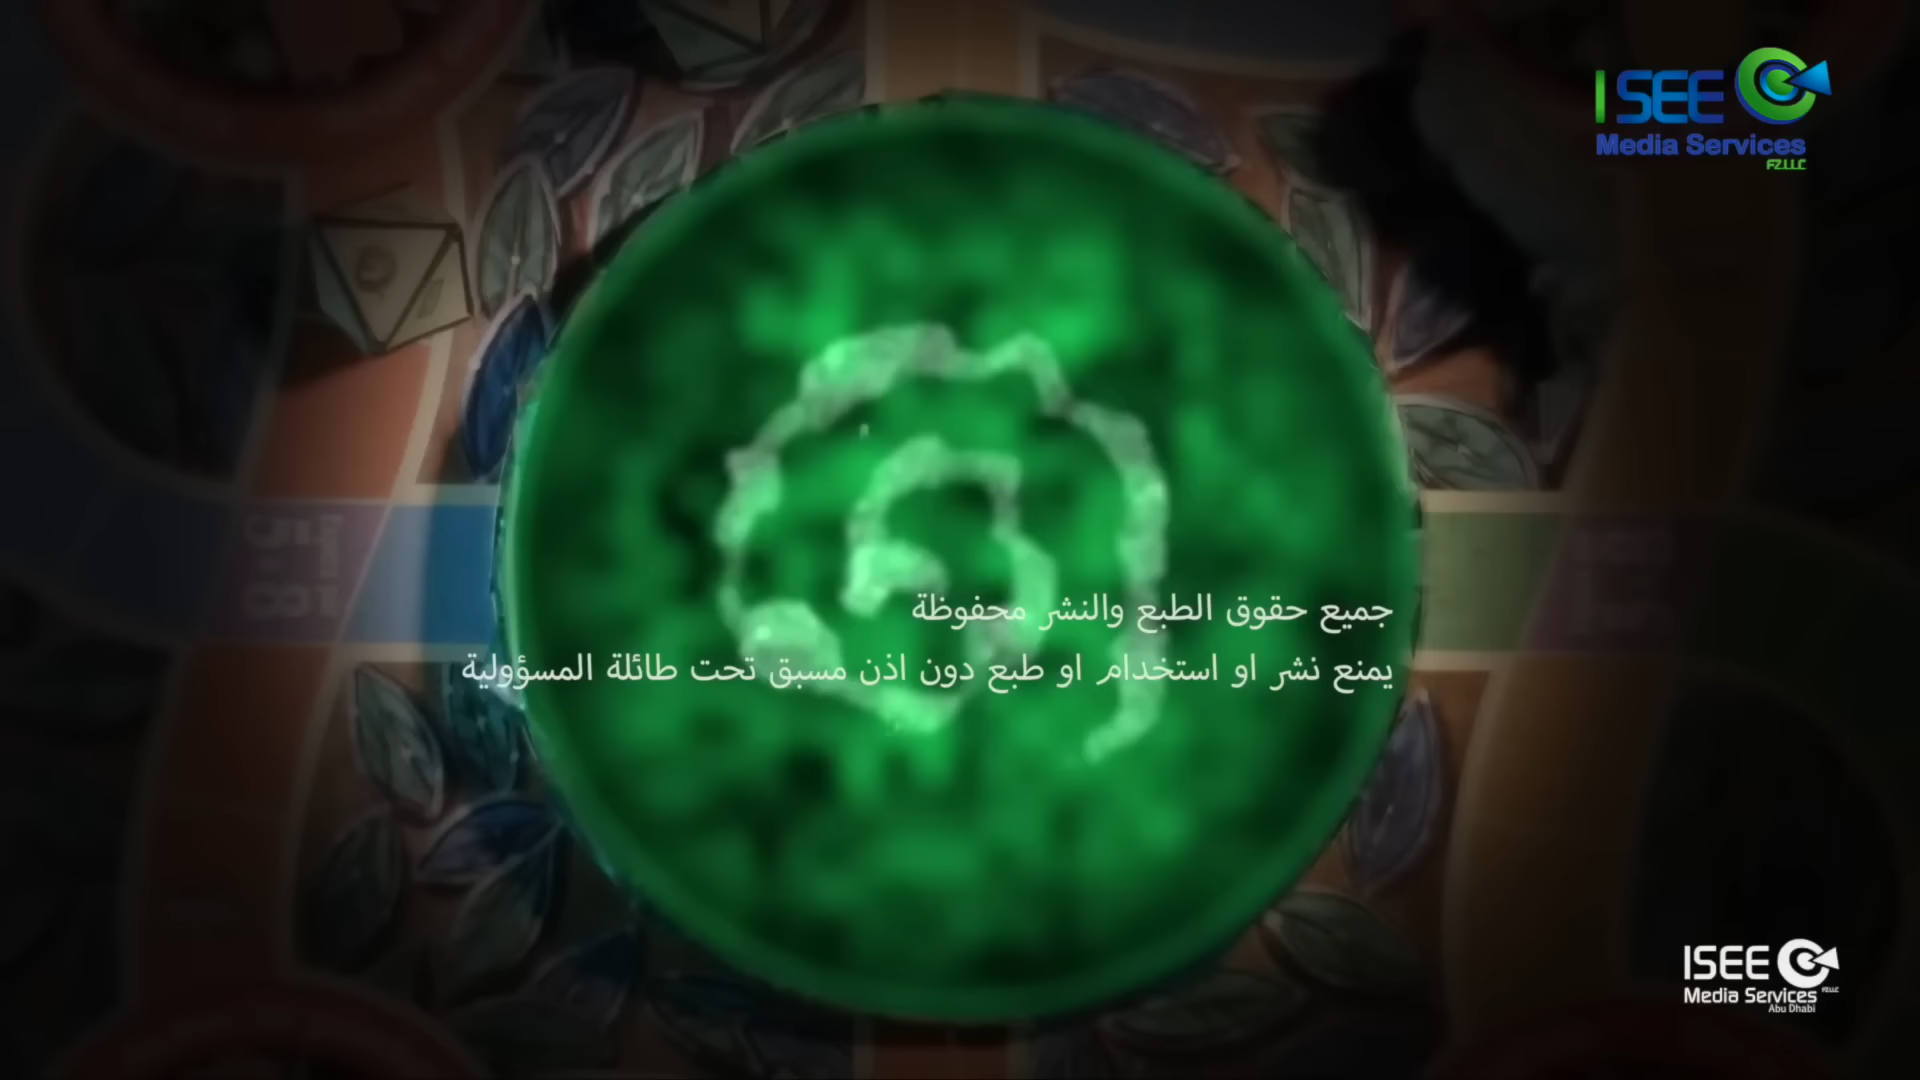 I SEE
Media Services
FZ.LLC
جميع حقوق الطبع والنشر محفوظة
يمنع نشر او استخدام او طبع دون اذن مسبق تحت طائلة المسؤولية
ISEE
Media Services FZ.LLC
Abu Dhabi